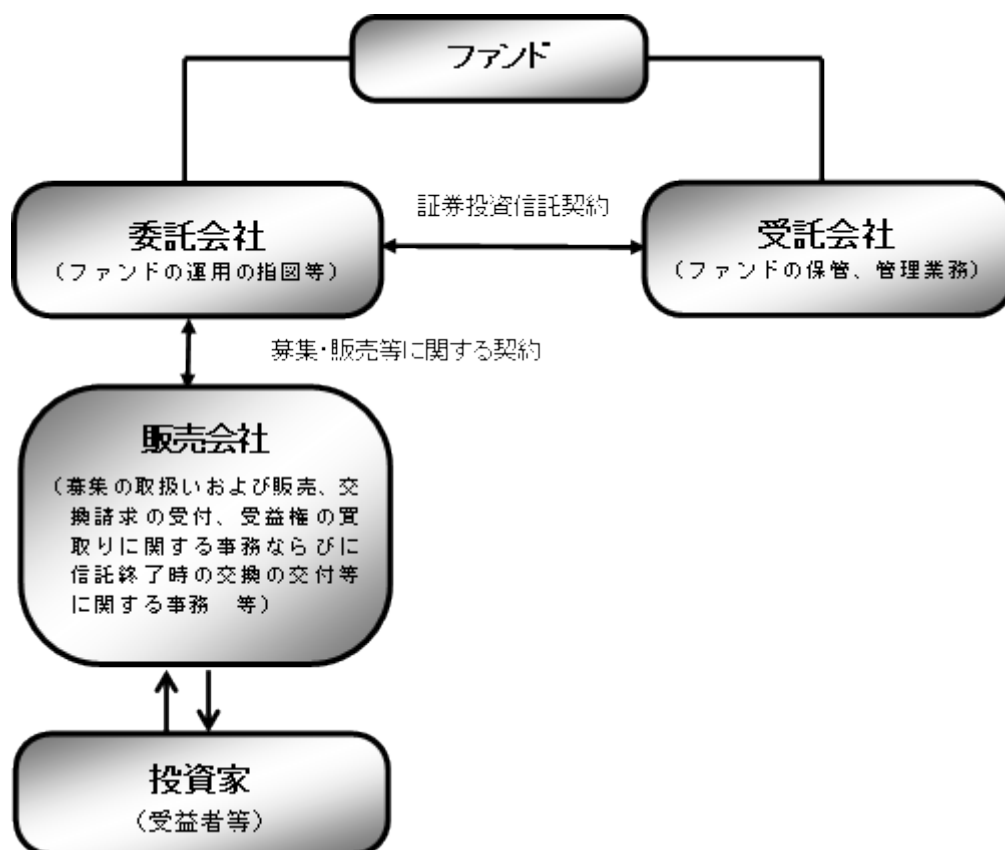 ファンド
証券投資信託契約
委託会社
（ファンドの運用の指図等）
受託会社
（ファンドの保管、管理業務）
募集・販売等に関する契約
販売会社
（募集の取扱いおよび販売、交
換請求の受付、受益権の買
取りに関する事務ならびに
信託終了時の交換の交付等
に関する事務　等）
投資家
（受益者等）